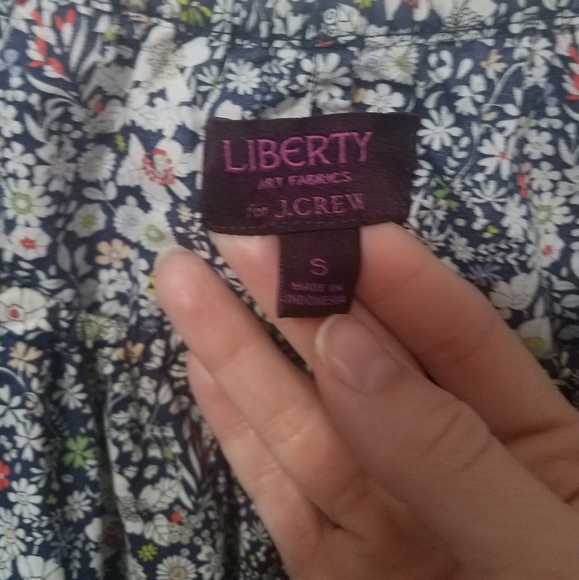 LIBERTY
ART FABRICS
for J.CREW
S
MADE IN
INDONESIA